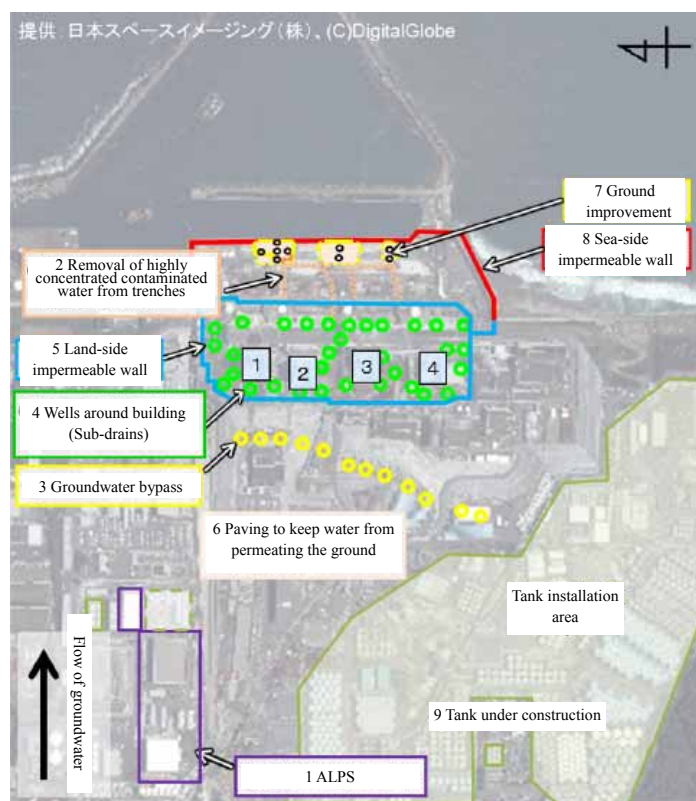 提供：日本スペースイメージング（株）、(C)DigitalGlobe
7 Ground
improvement
8 Sea-side
impermeable wall
2 Removal of highly
concentrated contaminated
water from trenches
5 Land-side
impermeable wall
1
2
3
4
4 Wells around building
(Sub-drains)
3 Groundwater bypass
6 Paving to keep water from
permeating the ground
Tank installation
area
Flow of
groundwater
9 Tank under construction
1 ALPS